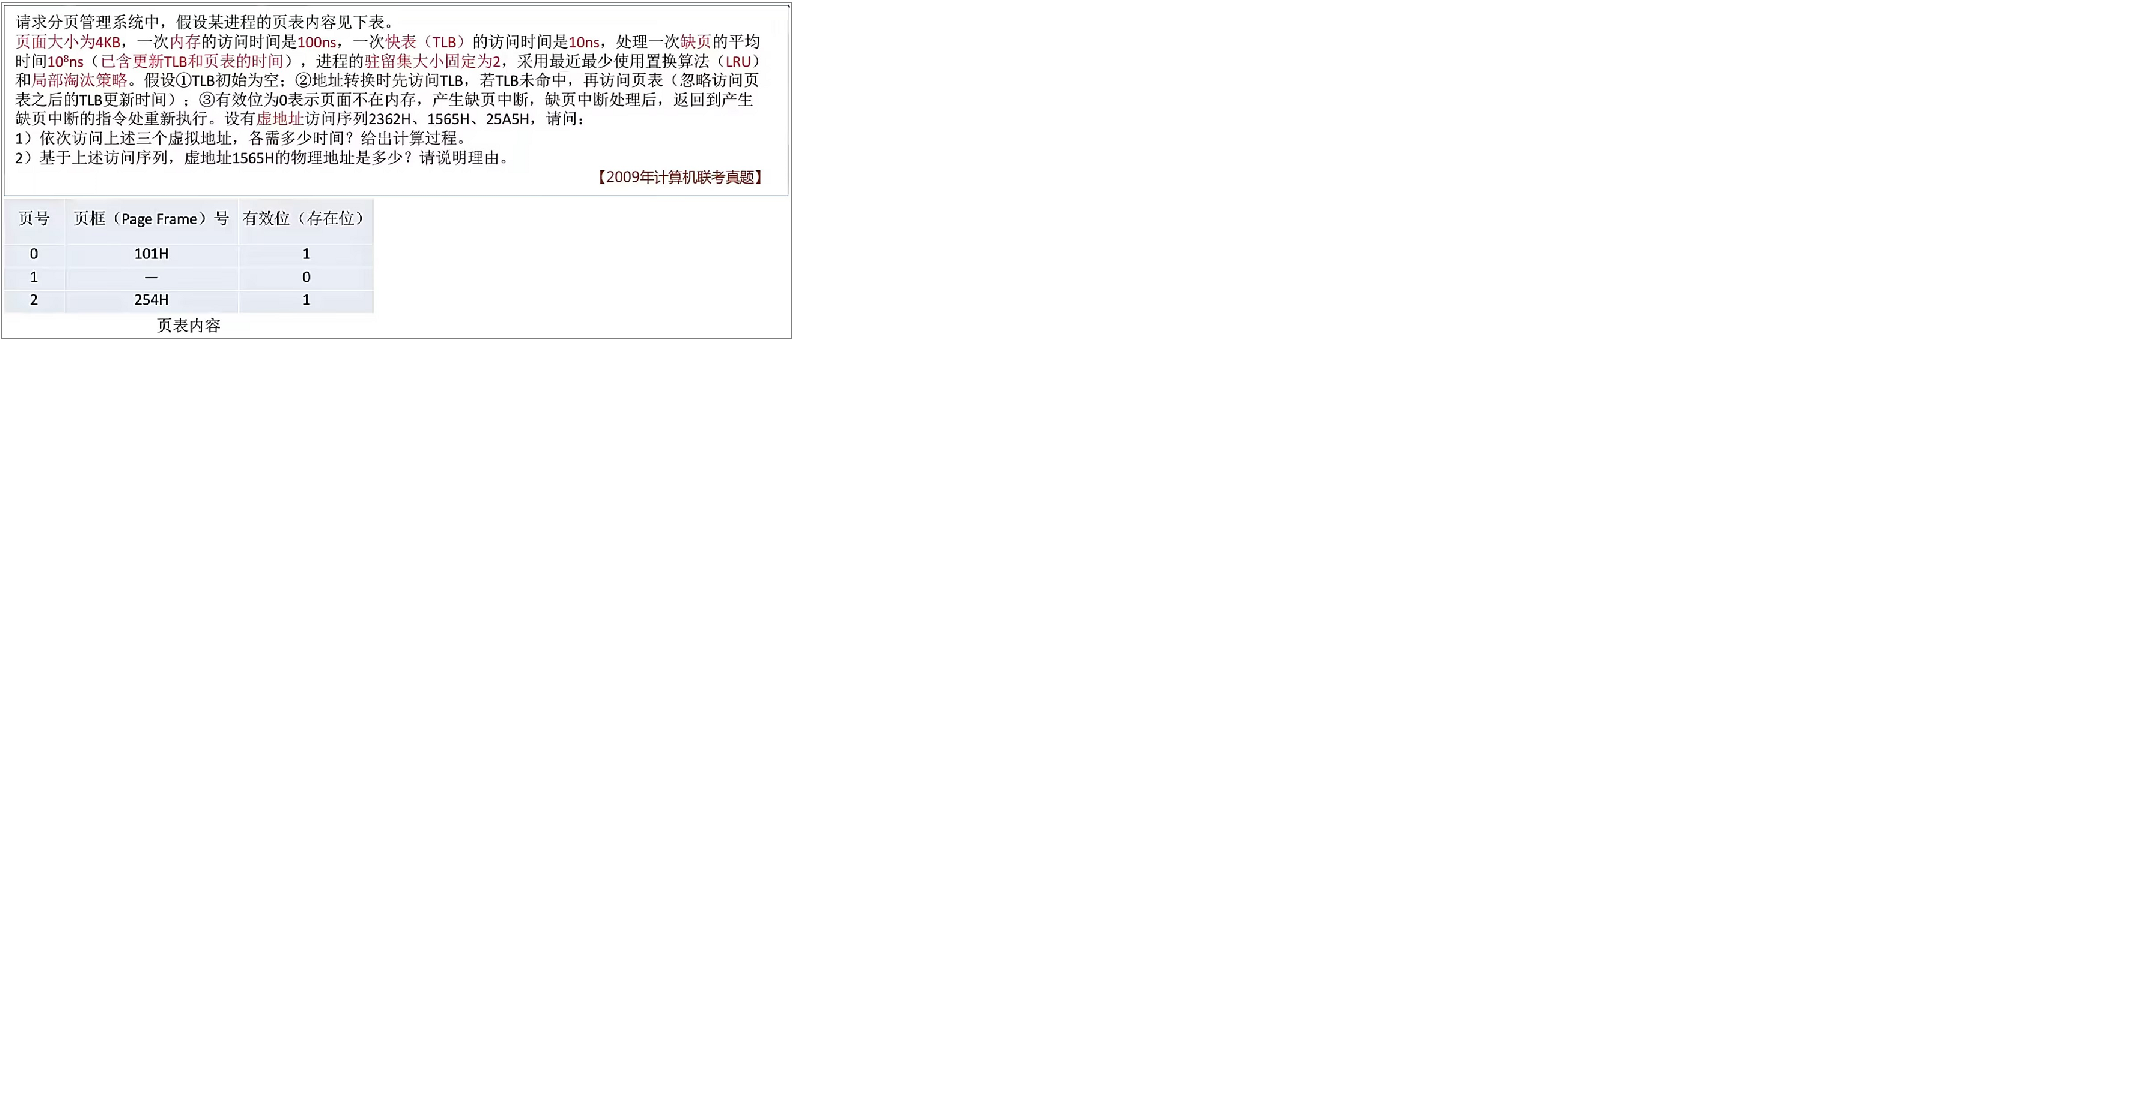 请求分页管理系统中，假设某进程的页表内容见下表。
页面大小为4KB，一次内存的访问时间是100ns，一次快表（TLB）的访问时间是10ns，处理一次缺页的平均
时间10⁸ns（已含更新TLB和页表的时间），进程的驻留集大小固定为2，采用最近最少使用置换算法（LRU）
和局部淘汰策略。假设①TLB初始为空；②地址转换时先访问TLB，若TLB未命中，再访问页表（忽略访问页
表之后的TLB更新时间）；③有效位为0表示页面不在内存，产生缺页中断，缺页中断处理后，返回到产生
缺页中断的指令处重新执行。设有虚地址访问序列2362H、1565H、25A5H，请问：
1）依次访问上述三个虚拟地址，各需多少时间？给出计算过程。
2）基于上述访问序列，虚地址1565H的物理地址是多少？请说明理由。
【2009年计算机联考真题】
页号 页框（Page Frame）号 有效位（存在位）
0 101H 1
1 — 0
2 254H 1
页表内容